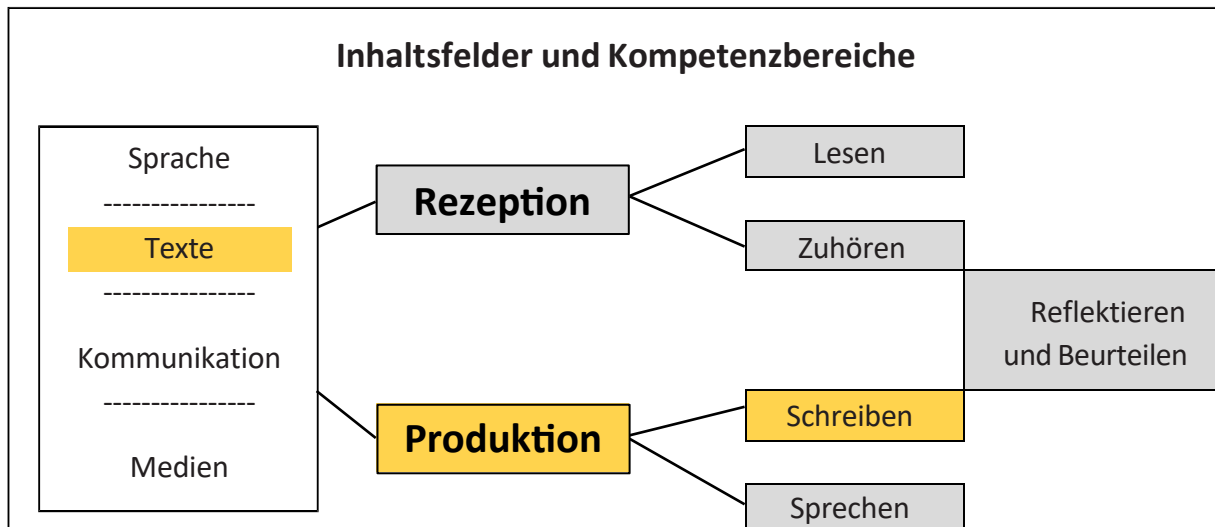 Inhaltsfelder und Kompetenzbereiche
Sprache
----------------
Texte
----------------
Kommunikation
----------------
Medien
Rezeption
Produktion
Lesen
Zuhören
Reflektieren
und Beurteilen
Schreiben
Sprechen